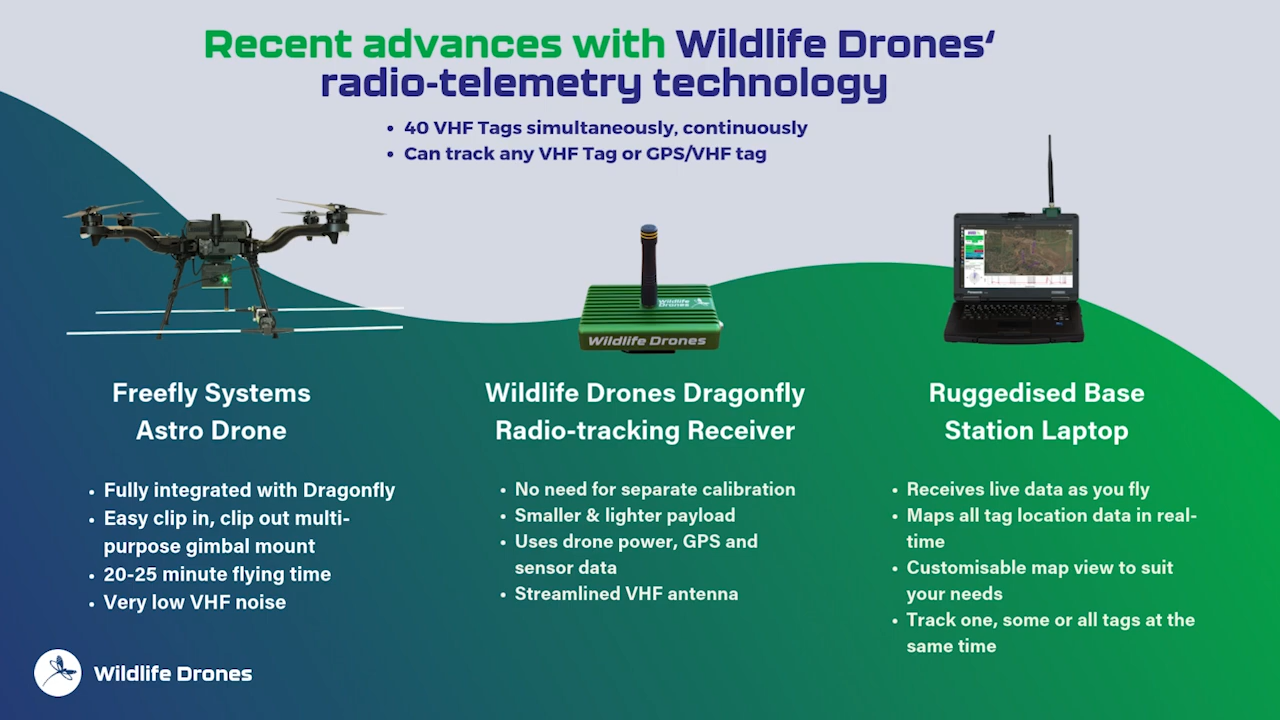 Recent advances with Wildlife Drones‘
radio-telemetry technology
• 40 VHF Tags simultaneously, continuously
• Can track any VHF Tag or GPS/VHF tag
Wildlife Drones
Wildlife Drones
Freefly Systems
Astro Drone
• Fully integrated with Dragonfly
• Easy clip in, clip out multi-
purpose gimbal mount
• 20-25 minute flying time
• Very low VHF noise
Wildlife Drones Dragonfly
Radio-tracking Receiver
• No need for separate calibration
• Smaller & lighter payload
• Uses drone power, GPS and
sensor data
• Streamlined VHF antenna
Ruggedised Base
Station Laptop
• Receives live data as you fly
• Maps all tag location data in real-
time
• Customisable map view to suit
your needs
• Track one, some or all tags at the
same time
Wildlife Drones